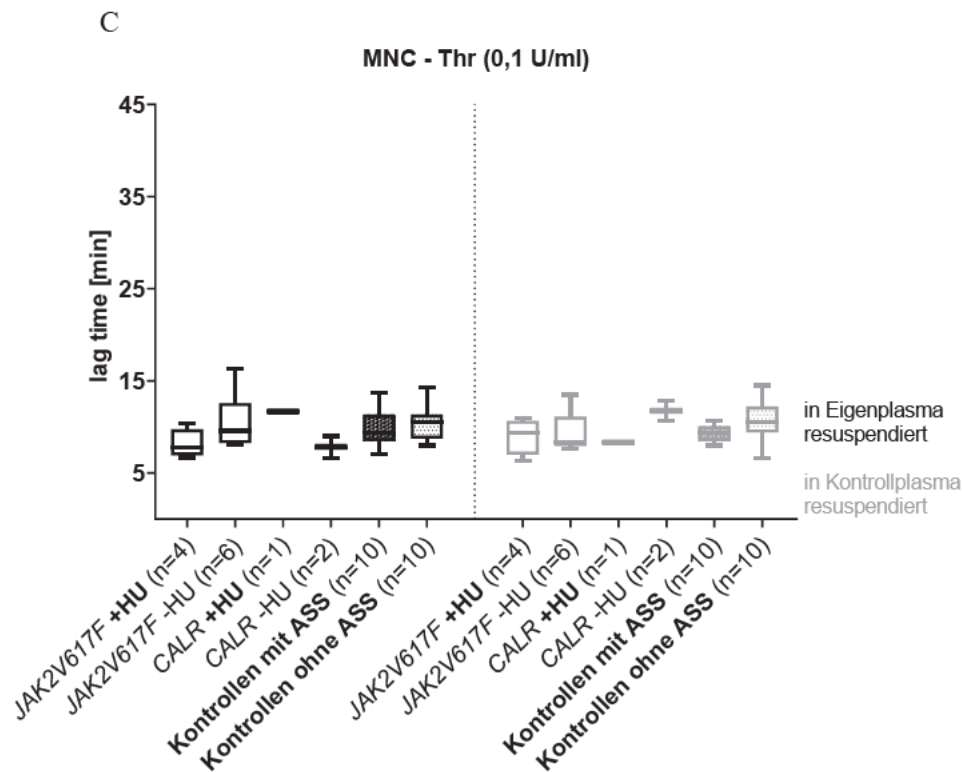 C
MNC - Thr (0,1 U/ml)
lag time [min]
45
35
25
15
5
in Eigenplasma
resuspendiert
in Kontrollplasma
resuspendiert
JAK2V617F +HU (n=4)
JAK2V617F -HU (n=6)
CALR +HU (n=1)
CALR -HU (n=2)
Kontrollen mit ASS (n=10)
Kontrollen ohne ASS (n=10)
JAK2V617F +HU (n=4)
JAK2V617F -HU (n=6)
CALR +HU (n=1)
CALR -HU (n=2)
Kontrollen mit ASS (n=10)
Kontrollen ohne ASS (n=10)